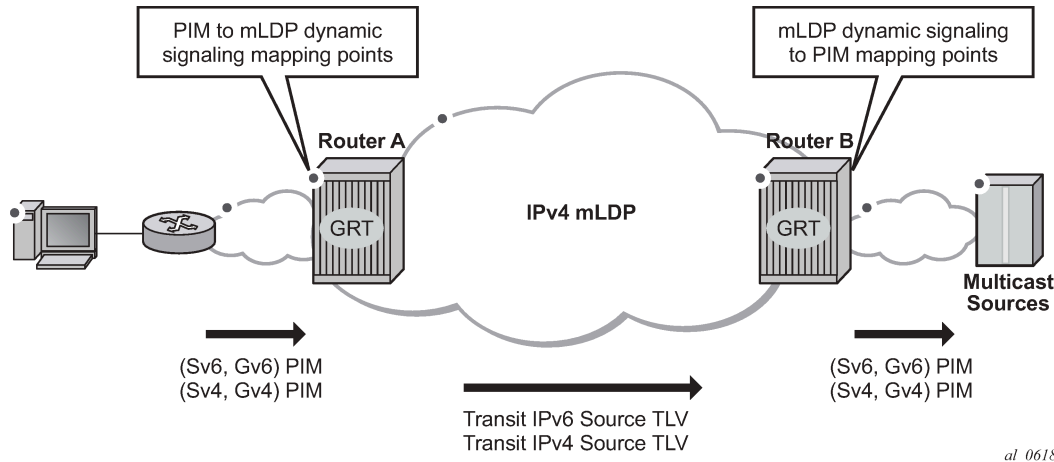 PIM to mLDP dynamic
signaling mapping points
mLDP dynamic signaling
to PIM mapping points
Router A
Router B
IPv4 mLDP
GRT
GRT
Multicast
Sources
(Sv6, Gv6) PIM
(Sv4, Gv4) PIM
(Sv6, Gv6) PIM
(Sv4, Gv4) PIM
Transit IPv6 Source TLV
Transit IPv4 Source TLV
al_0618